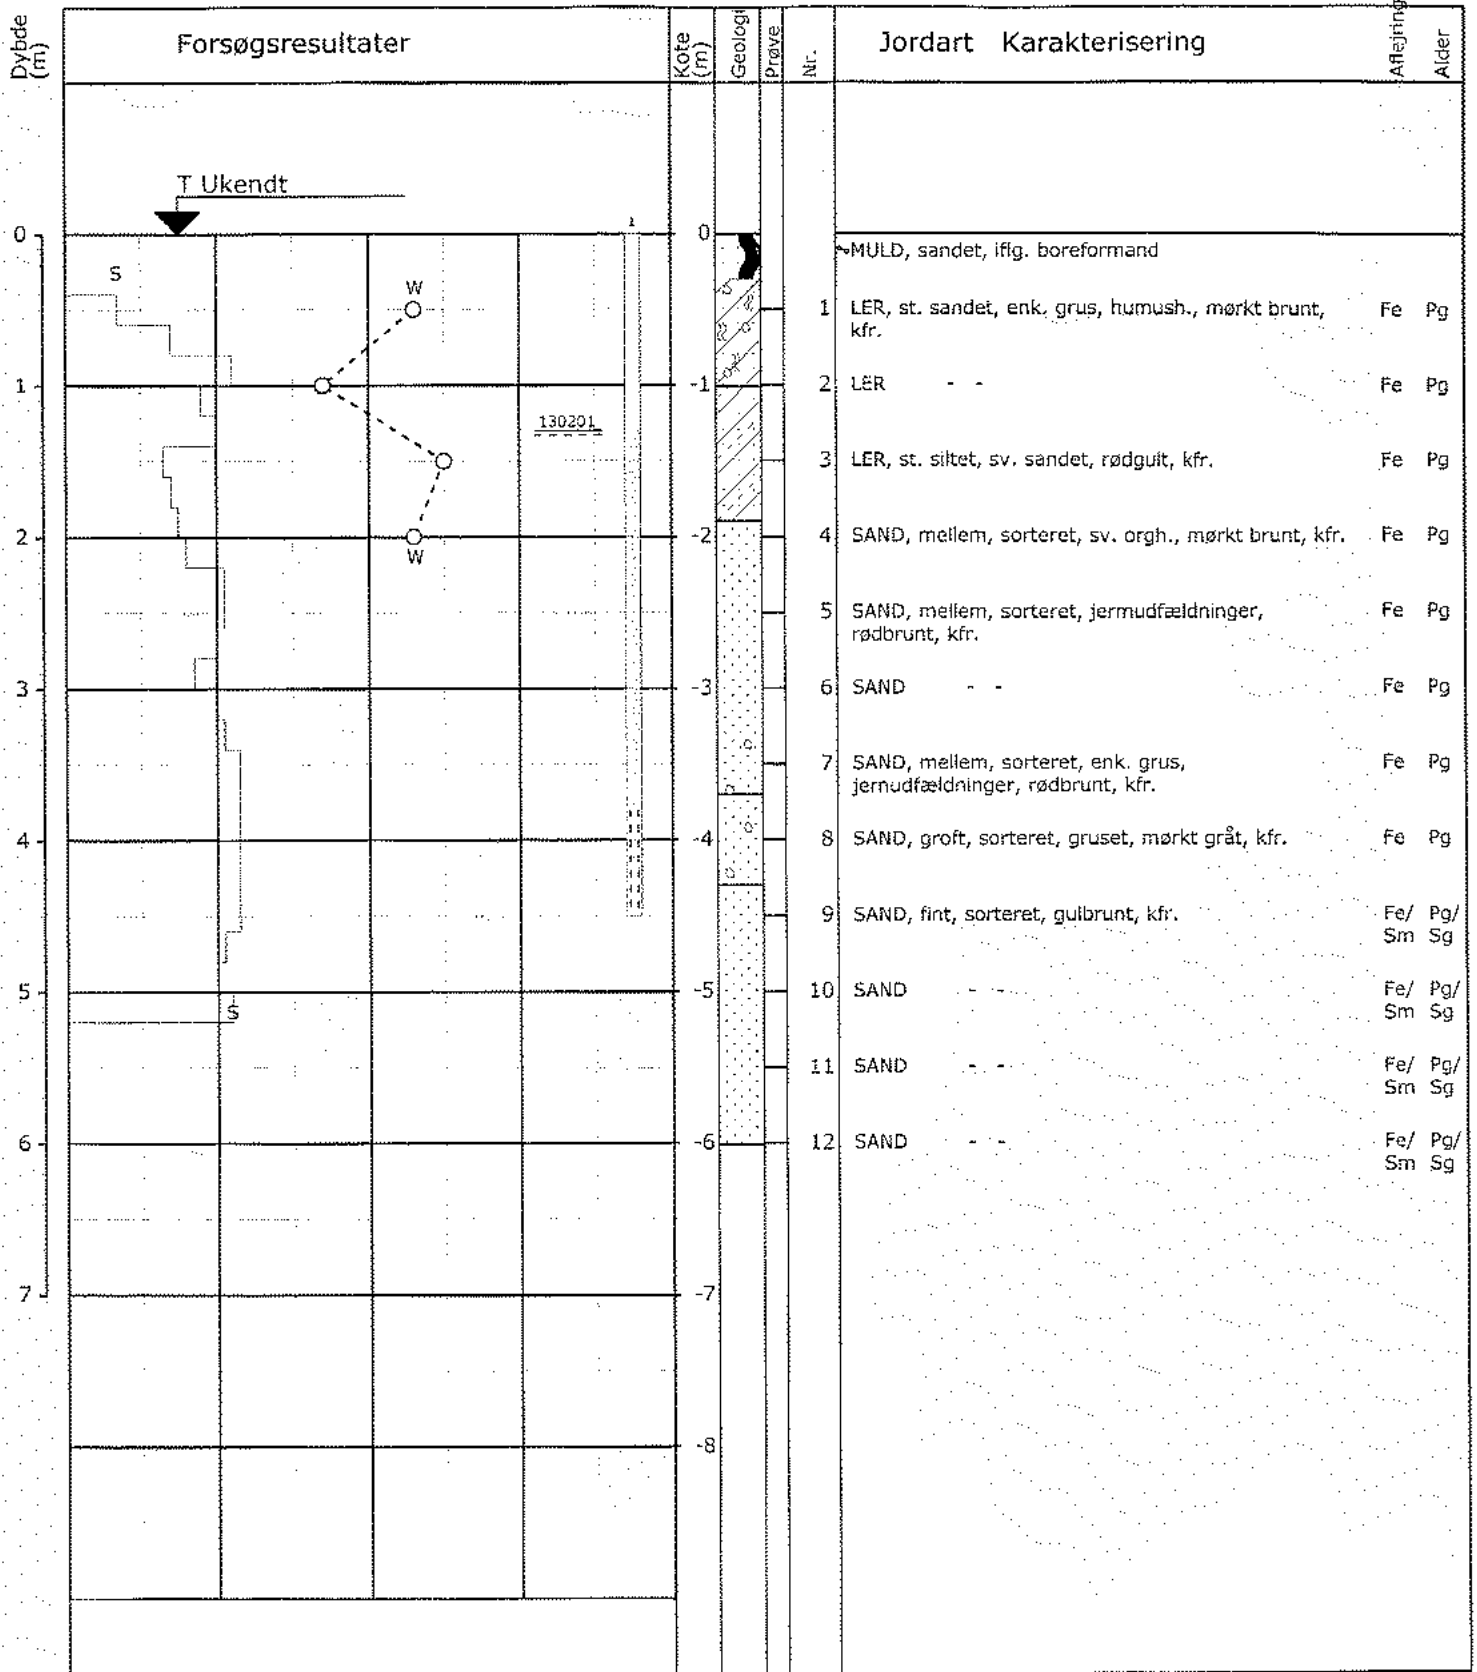 Dybde
(m)
Forsøgsresultater
Kote
(m)
Geologi
Prøve
Nr.
Jordart Karakterisering
Aflejring
Alder
T Ukendt
0
S
W
1
0
MULD, sandet, iflg. boreformand
1 LER, st. sandet, enk. grus, humush., mørkt brunt, Fe Pg
kfr.
1
-1
2 LER - - Fe Pg
130201
3 LER, st. siltet, sv. sandet, rødgult, kfr. Fe Pg
2
W
-2
4 SAND, mellem, sorteret, sv. orgh., mørkt brunt, kfr. Fe Pg
5 SAND, mellem, sorteret, jernudfældninger, Fe Pg
rødbrunt, kfr.
3
-3
6 SAND - - Fe Pg
7 SAND, mellem, sorteret, enk. grus, Fe Pg
jernudfældninger, rødbrunt, kfr.
4
-4
8 SAND, groft, sorteret, gruset, mørkt gråt, kfr. Fe Pg
9 SAND, fint, sorteret, gulbrunt, kfr. Fe/ Pg/
Sm Sg
5
S
-5
10 SAND - - Fe/ Pg/
Sm Sg
11 SAND - - Fe/ Pg/
Sm Sg
6
-6
12 SAND - - Fe/ Pg/
Sm Sg
7
-7
-8